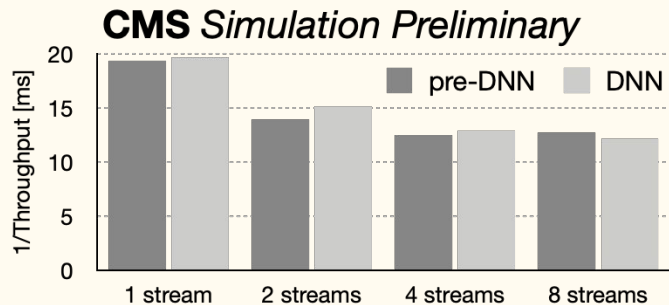 CMS Simulation Preliminary
1/Throughput [ms]
20
15
10
5
0
pre-DNN
DNN
1 stream
2 streams
4 streams
8 streams